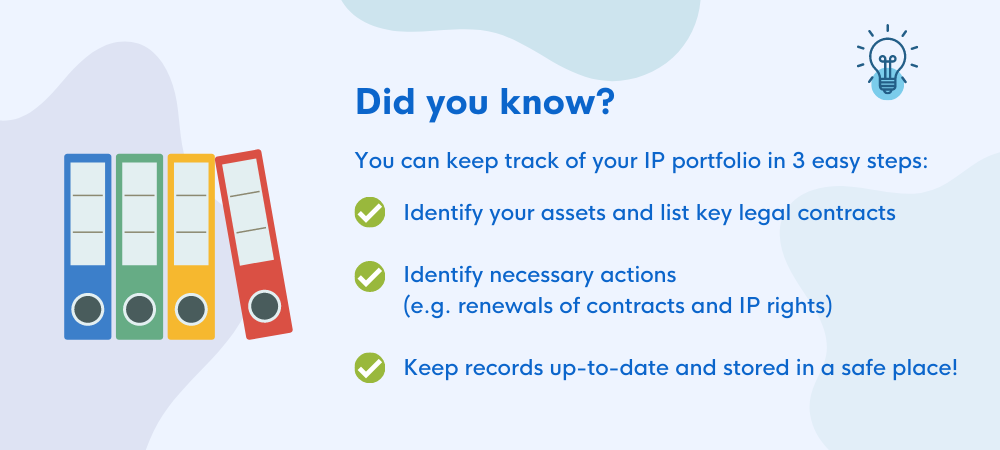 Did you know?
You can keep track of your IP portfolio in 3 easy steps:
Identify your assets and list key legal contracts
Identify necessary actions
(e.g. renewals of contracts and IP rights)
Keep records up-to-date and stored in a safe place!